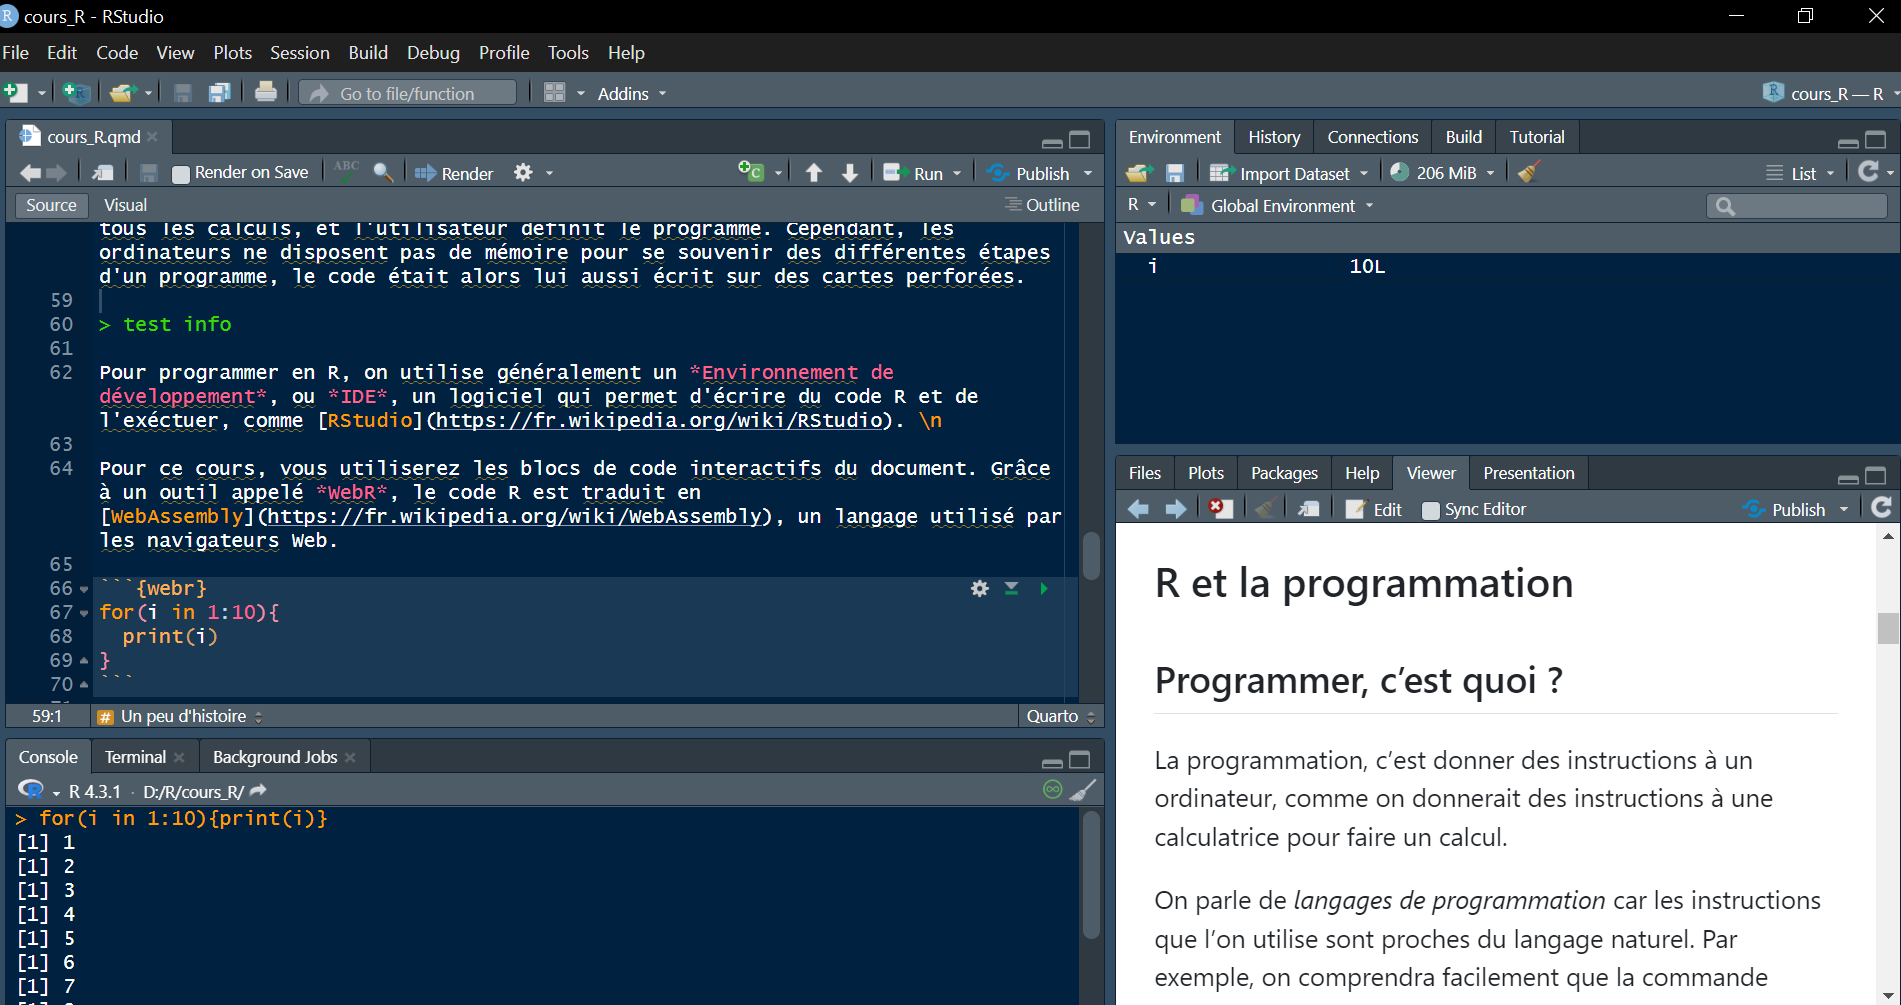 cours_R - RStudio
File Edit Code View Plots Session Build Debug Profile Tools Help
Go to file/function
Addins
cours_R — R
cours_R.qmd
Render on Save
ABC
Render
Run
Publish
Source Visual
Outline
tous les calculs, et l'utilisateur définit le programme. Cependant, les
ordinateurs ne disposent pas de mémoire pour se souvenir des différentes étapes
d'un programme, le code était alors lui aussi écrit sur des cartes perforées.
59
60 > test info
61
62 Pour programmer en R, on utilise généralement un *Environnement de
développement*, ou *IDE*, un logiciel qui permet d'écrire du code R et de
l'exéctuer, comme [RStudio](https://fr.wikipedia.org/wiki/RStudio). \n
63
64 Pour ce cours, vous utiliserez les blocs de code interactifs du document. Grâce
à un outil appelé *WebR*, le code R est traduit en
[WebAssembly](https://fr.wikipedia.org/wiki/WebAssembly), un langage utilisé par
les navigateurs Web.
65
66 ```{webr}
67 for(i in 1:10){
68 print(i)
69 }
70 ```
59:1 # Un peu d'histoire Quarto
Console Terminal Background Jobs
R 4.3.1 · D:/R/cours_R/
> for(i in 1:10){print(i)}
[1] 1
[1] 2
[1] 3
[1] 4
[1] 5
[1] 6
[1] 7
Environment History Connections Build Tutorial
Import Dataset 206 MiB List
R Global Environment
Values
i 10L
Files Plots Packages Help Viewer Presentation
Edit Sync Editor Publish
R et la programmation
Programmer, c'est quoi ?
La programmation, c'est donner des instructions à un
ordinateur, comme on donnerait des instructions à une
calculatrice pour faire un calcul.
On parle de langages de programmation car les instructions
que l'on utilise sont proches du langage naturel. Par
exemple, on comprendra facilement que la commande